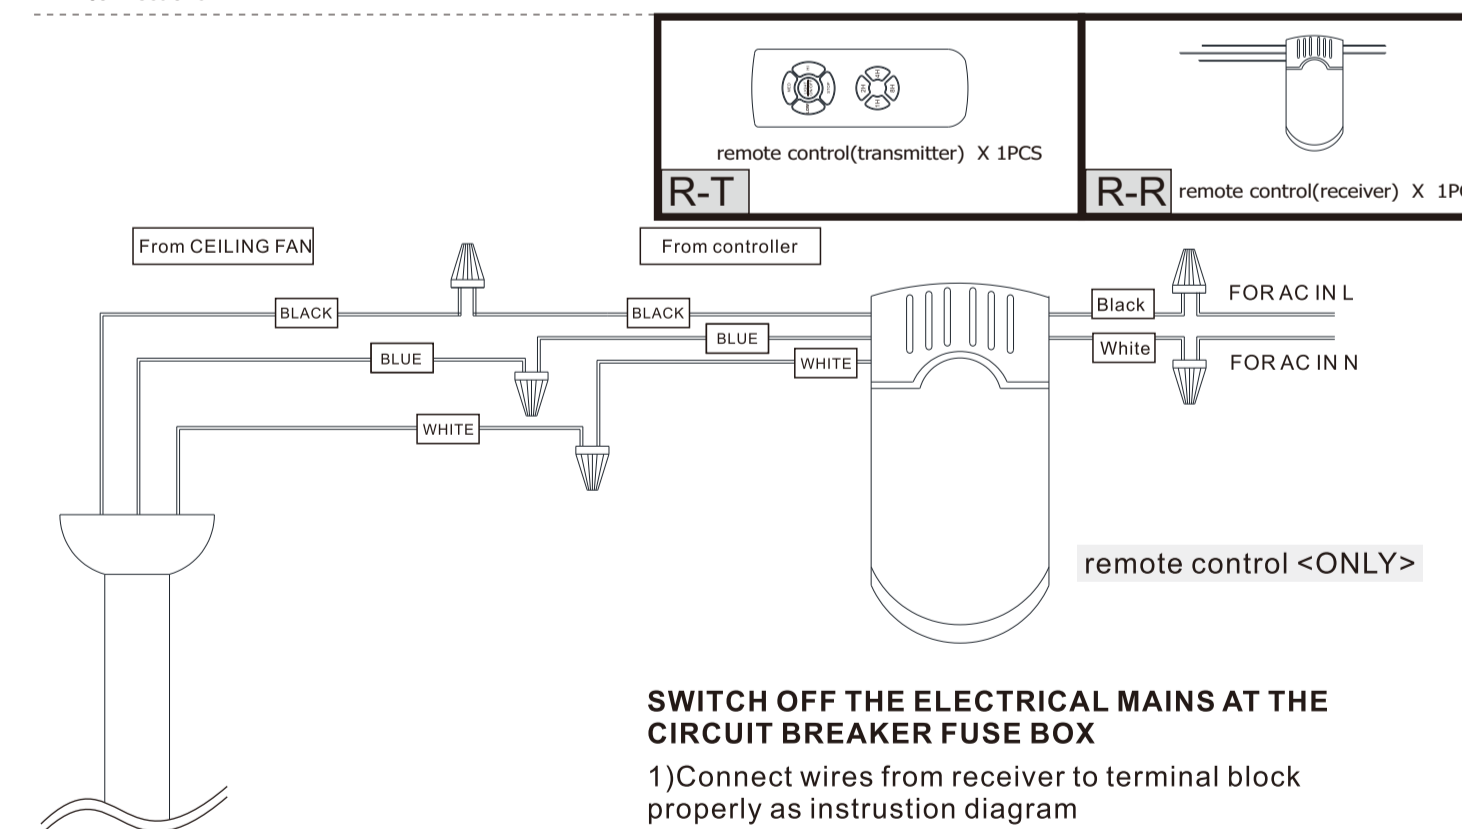 remote control(transmitter) X 1PCS
R-T
R-R remote control(receiver) X
From CEILING FAN
From controller
BLACK
BLACK
Black
FOR AC IN L
BLUE
BLUE
WHITE
White
FOR AC IN N
WHITE
remote control <ONLY>
SWITCH OFF THE ELECTRICAL MAINS AT THE
CIRCUIT BREAKER FUSE BOX
1)Connect wires from receiver to terminal block
properly as instrustion diagram